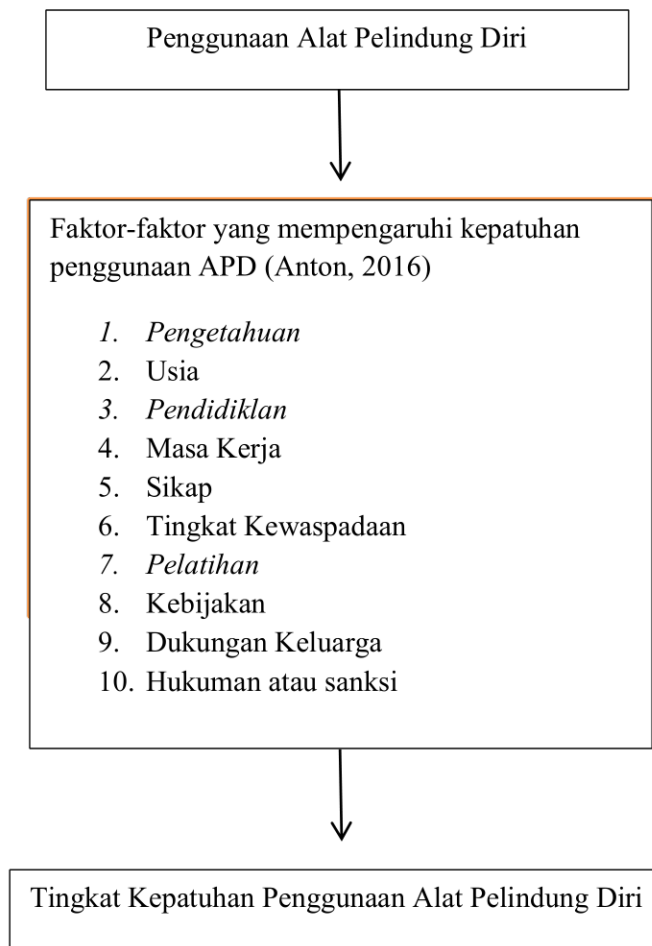 Penggunaan Alat Pelindung Diri
Faktor-faktor yang mempengaruhi kepatuhan
penggunaan APD (Anton, 2016)
1. Pengetahuan
2. Usia
3. Pendidiklan
4. Masa Kerja
5. Sikap
6. Tingkat Kewaspadaan
7. Pelatihan
8. Kebijakan
9. Dukungan Keluarga
10. Hukuman atau sanksi
Tingkat Kepatuhan Penggunaan Alat Pelindung Diri